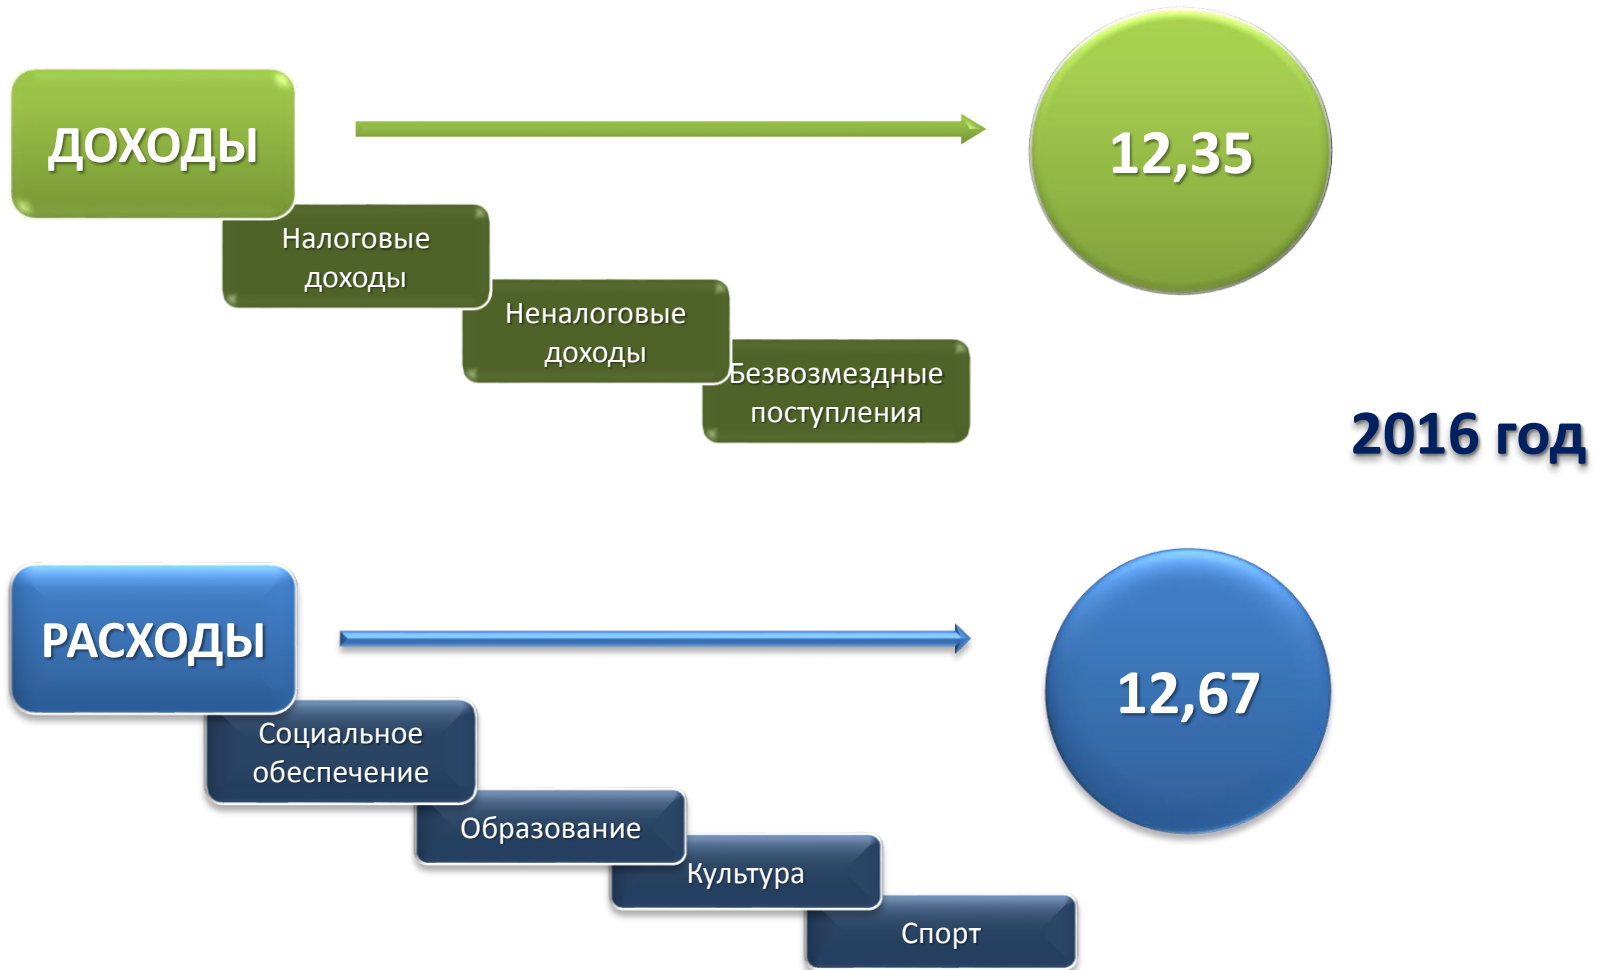 ДОХОДЫ
12,35
Налоговые
доходы
Неналоговые
доходы
Безвозмездные
поступления
2016 год
РАСХОДЫ
12,67
Социальное
обеспечение
Образование
Культура
Спорт